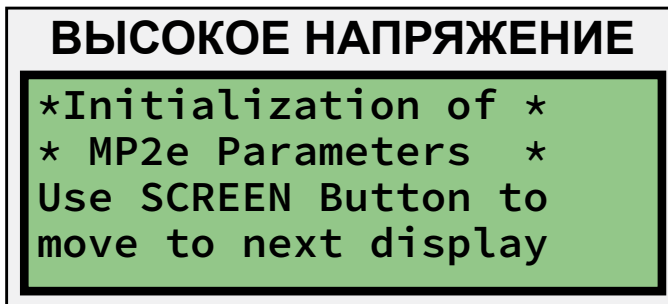 ВЫСОКОЕ НАПРЯЖЕНИЕ
*Initialization of *
* MP2e Parameters  *
Use SCREEN Button to
move to next display